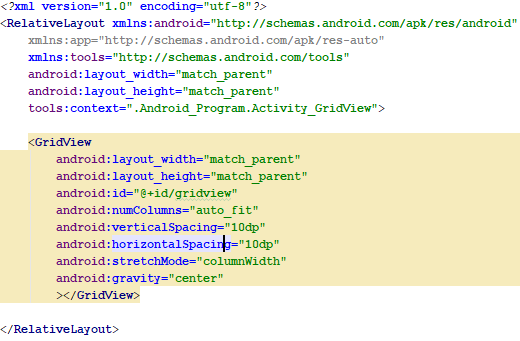 <?xml version="1.0" encoding="utf-8"?>
<RelativeLayout xmlns:android="http://schemas.android.com/apk/res/android"
    xmlns:app="http://schemas.android.com/apk/res-auto"
    xmlns:tools="http://schemas.android.com/tools"
    android:layout_width="match_parent"
    android:layout_height="match_parent"
    tools:context=".Android_Program.Activity_GridView">
    <GridView
        android:layout_width="match_parent"
        android:layout_height="match_parent"
        android:id="@+id/gridview"
        android:numColumns="auto_fit"
        android:verticalSpacing="10dp"
        android:horizontalSpacing="10dp"
        android:stretchMode="columnWidth"
        android:gravity="center"
        ></GridView>
</RelativeLayout>